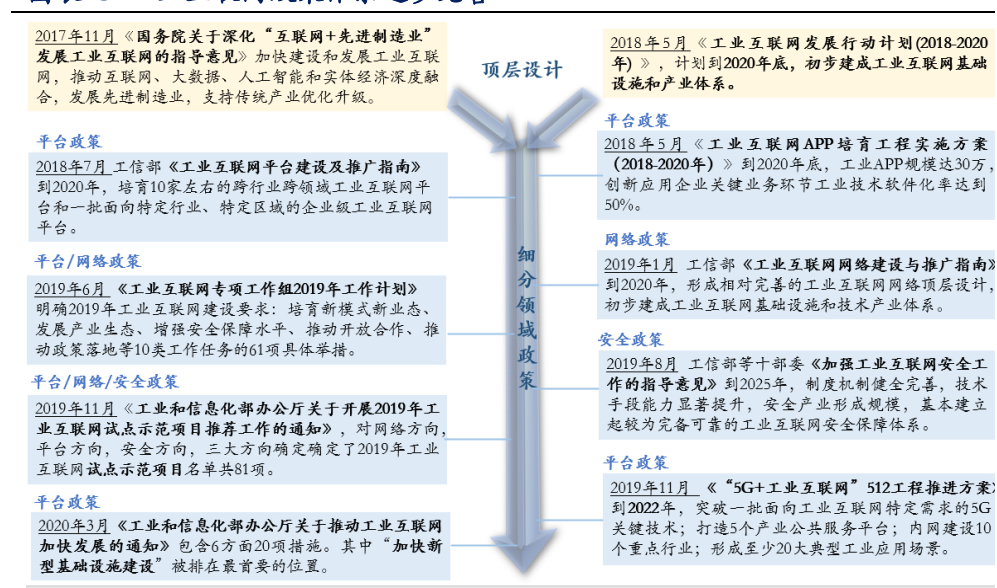 2017年11月《国务院关于深化“互联网+先进制造业”
发展工业互联网的指导意见》加快建设和发展工业互联
网，推动互联网、大数据、人工智能和实体经济深度融
合，发展先进制造业，支持传统产业优化升级。
顶层设计
2018年5月《工业互联网发展行动计划(2018-2020
年）》，计划到2020年底，初步建成工业互联网基础
设施和产业体系。
平台政策
2018年7月 工信部《工业互联网平台建设及推广指南》
到2020年，培育10家左右的跨行业跨领域工业互联网平
台和一批面向特定行业、特定区域的企业级工业互联网
平台。
平台政策
2018年5月《工业互联网APP培育工程实施方案
（2018-2020年）》到2020年底，工业APP规模达30万，
创新应用企业关键业务环节工业技术软件化率达到
50%。
细分领域政策
平台/网络政策
2019年6月 《工业互联网专项工作组2019年工作计划》
明确2019年工业互联网建设要求：培育新模式新业态、
发展产业生态、增强安全保障水平、推动开放合作、推
动政策落地等10类工作任务的61项具体举措。
网络政策
2019年1月 工信部《工业互联网网络建设与推广指南》
到2020年，形成相对完善的工业互联网网络顶层设计，
初步建成工业互联网基础设施和技术产业体系。
平台/网络/安全政策
2019年11月《工业和信息化部办公厅关于开展2019年工
业互联网试点示范项目推荐工作的通知》，对网络方向，
平台方向，安全方向，三大方向确定确定了2019年工业
互联网试点示范项目名单共81项。
安全政策
2019年8月 工信部等十部委《加强工业互联网安全工
作的指导意见》到2025年，制度机制健全完善，技术
手段能力显著提升，安全产业形成规模，基本建立
起较为完备可靠的工业互联网安全保障体系。
平台政策
2020年3月《工业和信息化部办公厅关于推动工业互联网
加快发展的通知》包含6方面20项措施。其中“加快新
型基础设施建设”被排在最首要的位置。
平台政策
2019年11月 《“5G+工业互联网”512工程推进方案》
到2022年，突破一批面向工业互联网特定需求的5G
关键技术；打造5个产业公共服务平台；内网建设10
个重点行业；形成至少20大典型工业应用场景。